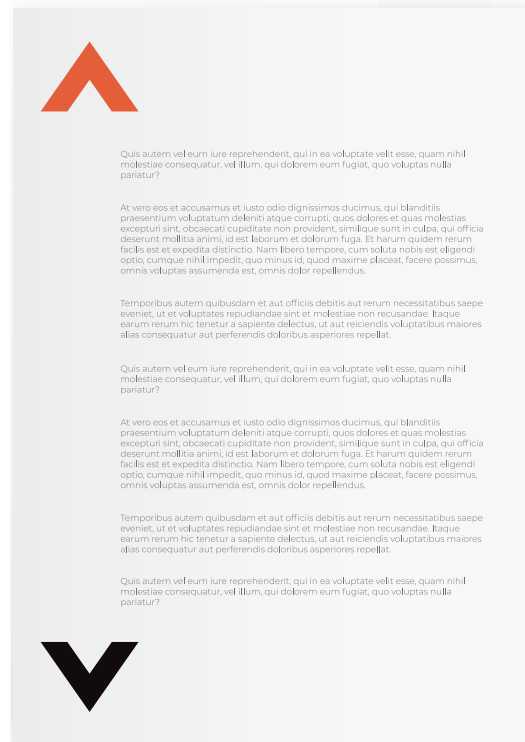 Quis autem vel eum iure reprehenderit, qui in ea voluptate velit esse, quam nihil
molestiae consequatur, vel illum, qui dolorem eum fugiat, quo voluptas nulla
pariatur?
At vero eos et accusamus et iusto odio dignissimos ducimus, qui blanditiis
praesentium voluptatum deleniti atque corrupti, quos dolores et quas molestias
excepturi sint, obcaecati cupiditate non provident, similique sunt in culpa, qui officia
deserunt mollitia animi, id est laborum et dolorum fuga. Et harum quidem rerum
facilis est et expedita distinctio. Nam libero tempore, cum soluta nobis est eligendi
optio, cumque nihil impedit, quo minus id, quod maxime placeat, facere possimus,
omnis voluptas assumenda est, omnis dolor repellendus.
Temporibus autem quibusdam et aut officiis debitis aut rerum necessitatibus saepe
eveniet, ut et voluptates repudiandae sint et molestiae non recusandae. Itaque
earum rerum hic tenetur a sapiente delectus, ut aut reiciendis voluptatibus maiores
alias consequatur aut perferendis doloribus asperiores repellat.
Quis autem vel eum iure reprehenderit, qui in ea voluptate velit esse, quam nihil
molestiae consequatur, vel illum, qui dolorem eum fugiat, quo voluptas nulla
pariatur?
At vero eos et accusamus et iusto odio dignissimos ducimus, qui blanditiis
praesentium voluptatum deleniti atque corrupti, quos dolores et quas molestias
excepturi sint, obcaecati cupiditate non provident, similique sunt in culpa, qui officia
deserunt mollitia animi, id est laborum et dolorum fuga. Et harum quidem rerum
facilis est et expedita distinctio. Nam libero tempore, cum soluta nobis est eligendi
optio, cumque nihil impedit, quo minus id, quod maxime placeat, facere possimus,
omnis voluptas assumenda est, omnis dolor repellendus.
Temporibus autem quibusdam et aut officiis debitis aut rerum necessitatibus saepe
eveniet, ut et voluptates repudiandae sint et molestiae non recusandae. Itaque
earum rerum hic tenetur a sapiente delectus, ut aut reiciendis voluptatibus maiores
alias consequatur aut perferendis doloribus asperiores repellat.
Quis autem vel eum iure reprehenderit, qui in ea voluptate velit esse, quam nihil
molestiae consequatur, vel illum, qui dolorem eum fugiat, quo voluptas nulla
pariatur?